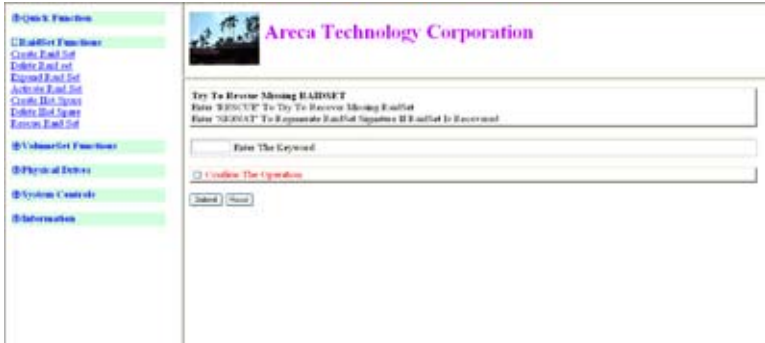 Quick Function
RaidSet Functions
Create Raid Set
Delete Raid set
Expand Raid Set
Activate Raid Set
Create Hot Spare
Delete Hot Spare
Rescue Raid Set
VolumeSet Functions
Physical Drives
System Controls
Information
Areca Technology Corporation
Try To Rescue Missing RAIDSET
Enter 'RESCUE' To Try To Recover Missing RaidSet
Enter 'SIGNAT' To Regenerate RaidSet Signature If RaidSet Is Recovered
Enter The Keyword
Confirm The Operation
Submit Reset